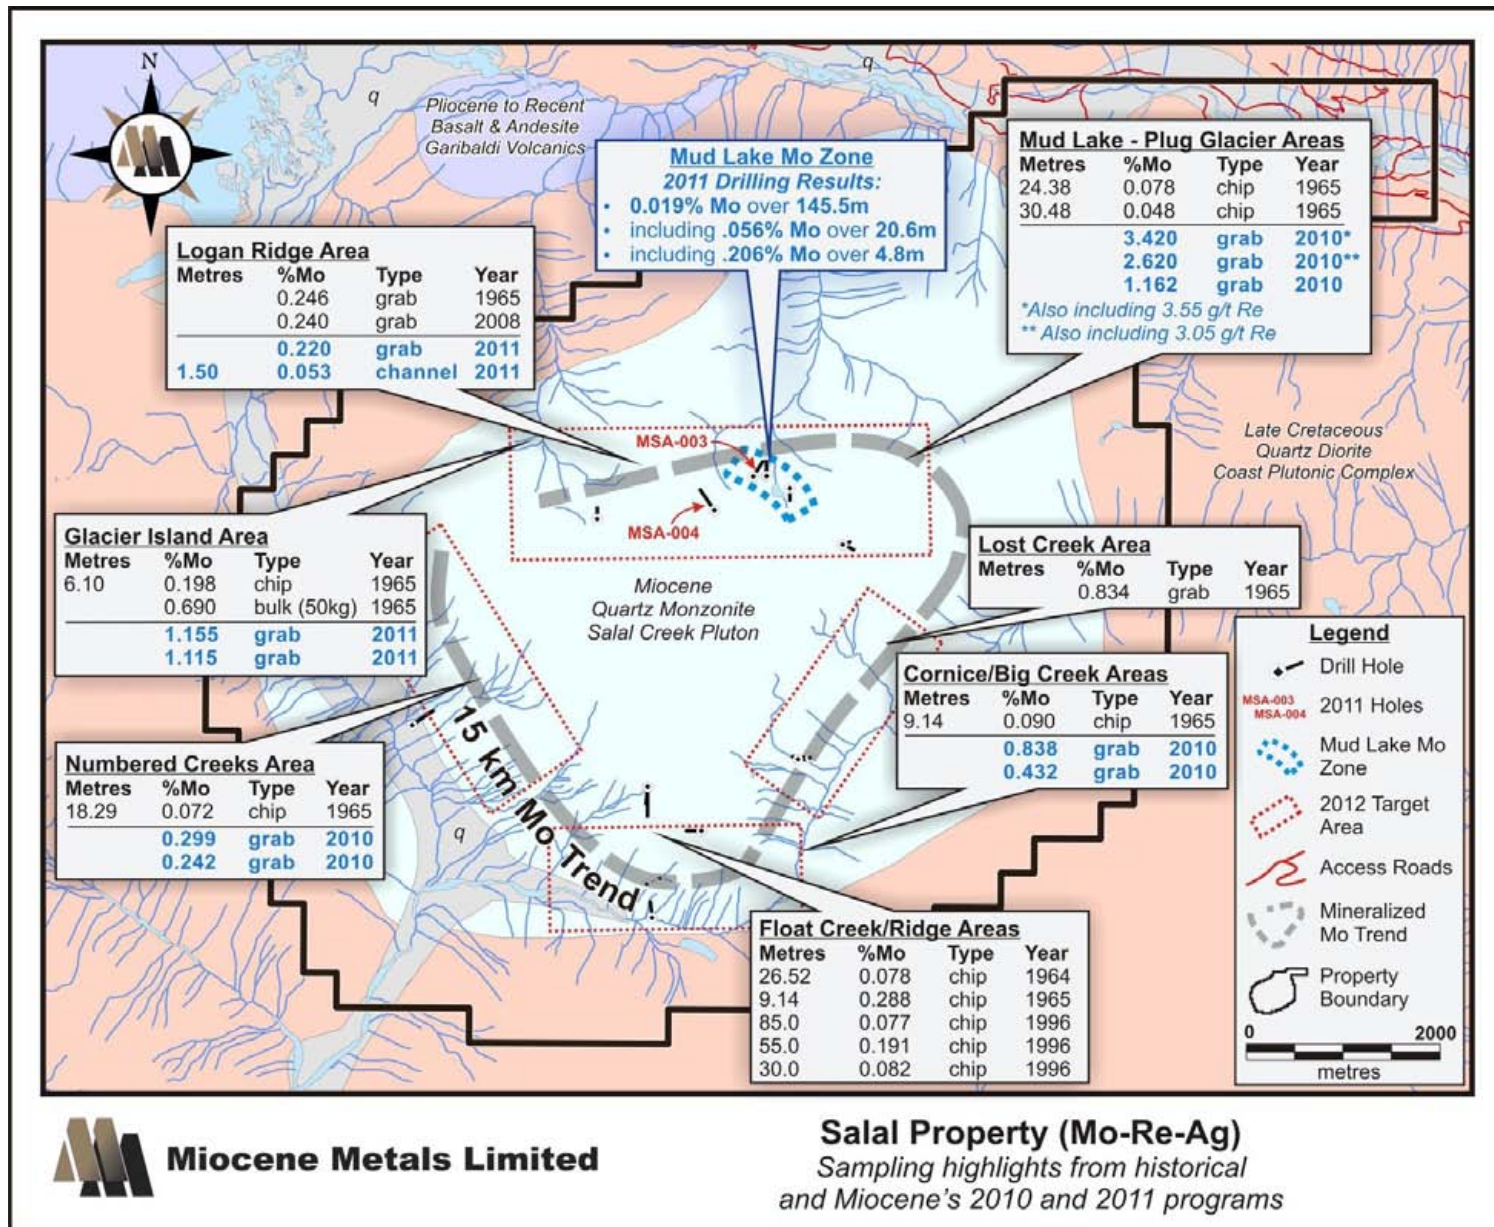 N
q
q
Pliocene to Recent
Basalt & Andesite
Garibaldi Volcanics
Mud Lake Mo Zone
2011 Drilling Results:
• 0.019% Mo over 145.5m
• including .056% Mo over 20.6m
• including .206% Mo over 4.8m
Mud Lake - Plug Glacier Areas
Metres %Mo Type Year
24.38 0.078 chip 1965
30.48 0.048 chip 1965
3.420 grab 2010*
2.620 grab 2010**
1.162 grab 2010
*Also including 3.55 g/t Re
** Also including 3.05 g/t Re
Logan Ridge Area
Metres %Mo Type Year
0.246 grab 1965
0.240 grab 2008
0.220 grab 2011
1.50 0.053 channel 2011
MSA-003
MSA-004
Late Cretaceous
Quartz Diorite
Coast Plutonic Complex
Glacier Island Area
Metres %Mo Type Year
6.10 0.198 chip 1965
0.690 bulk (50kg) 1965
1.155 grab 2011
1.115 grab 2011
Miocene
Quartz Monzonite
Salal Creek Pluton
Lost Creek Area
Metres %Mo Type Year
0.834 grab 1965
Cornice/Big Creek Areas
Metres %Mo Type Year
9.14 0.090 chip 1965
0.838 grab 2010
0.432 grab 2010
Numbered Creeks Area
Metres %Mo Type Year
18.29 0.072 chip 1965
0.299 grab 2010
0.242 grab 2010
15 km Mo Trend
q
Float Creek/Ridge Areas
Metres %Mo Type Year
26.52 0.078 chip 1964
9.14 0.288 chip 1965
85.0 0.077 chip 1996
55.0 0.191 chip 1996
30.0 0.082 chip 1996
Legend
Drill Hole
MSA-003
MSA-004
2011 Holes
Mud Lake Mo
Zone
2012 Target
Area
Access Roads
Mineralized
Mo Trend
Property
Boundary
0 2000
metres
Miocene Metals Limited
Salal Property (Mo-Re-Ag)
Sampling highlights from historical
and Miocene's 2010 and 2011 programs